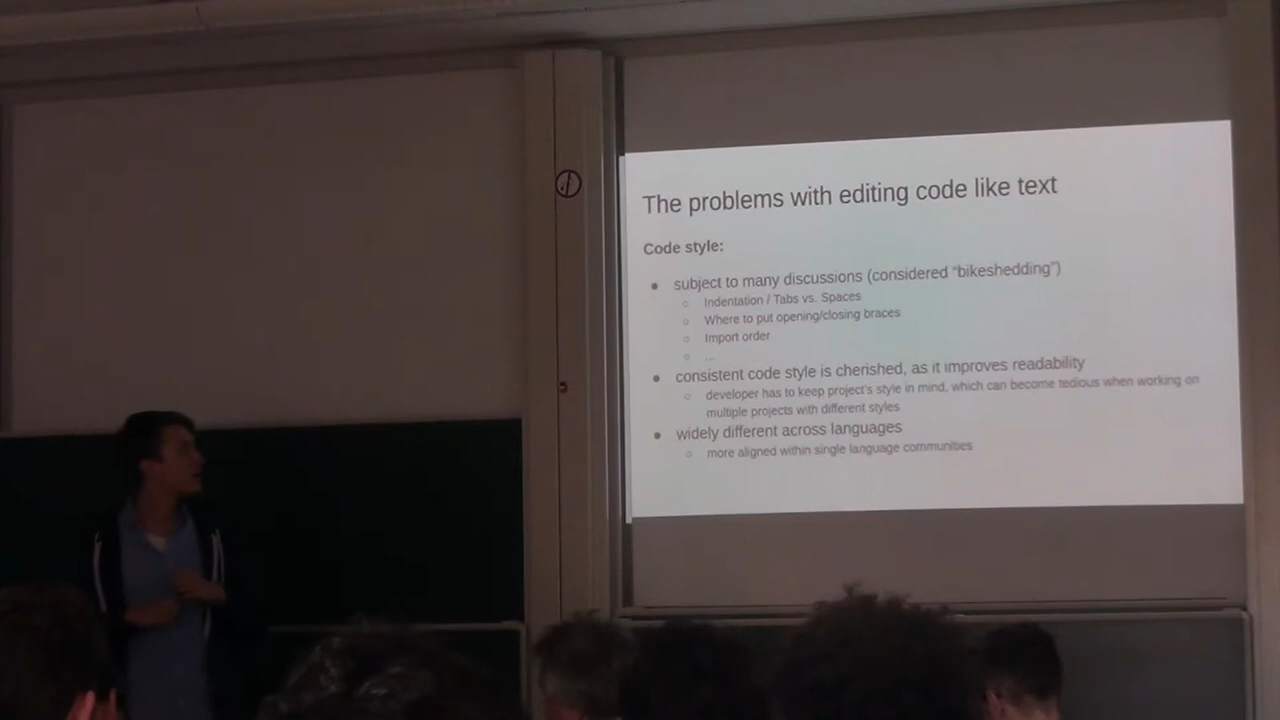 The problems with editing code like text
Code style:
● subject to many discussions (considered “bikeshedding”)
○ Indentation / Tabs vs. Spaces
○ Where to put opening/closing braces
○ Import order
○ ...
● consistent code style is cherished, as it improves readability
○ developer has to keep project's style in mind, which can become tedious when working on
multiple projects with different styles
● widely different across languages
○ more aligned within single language communities